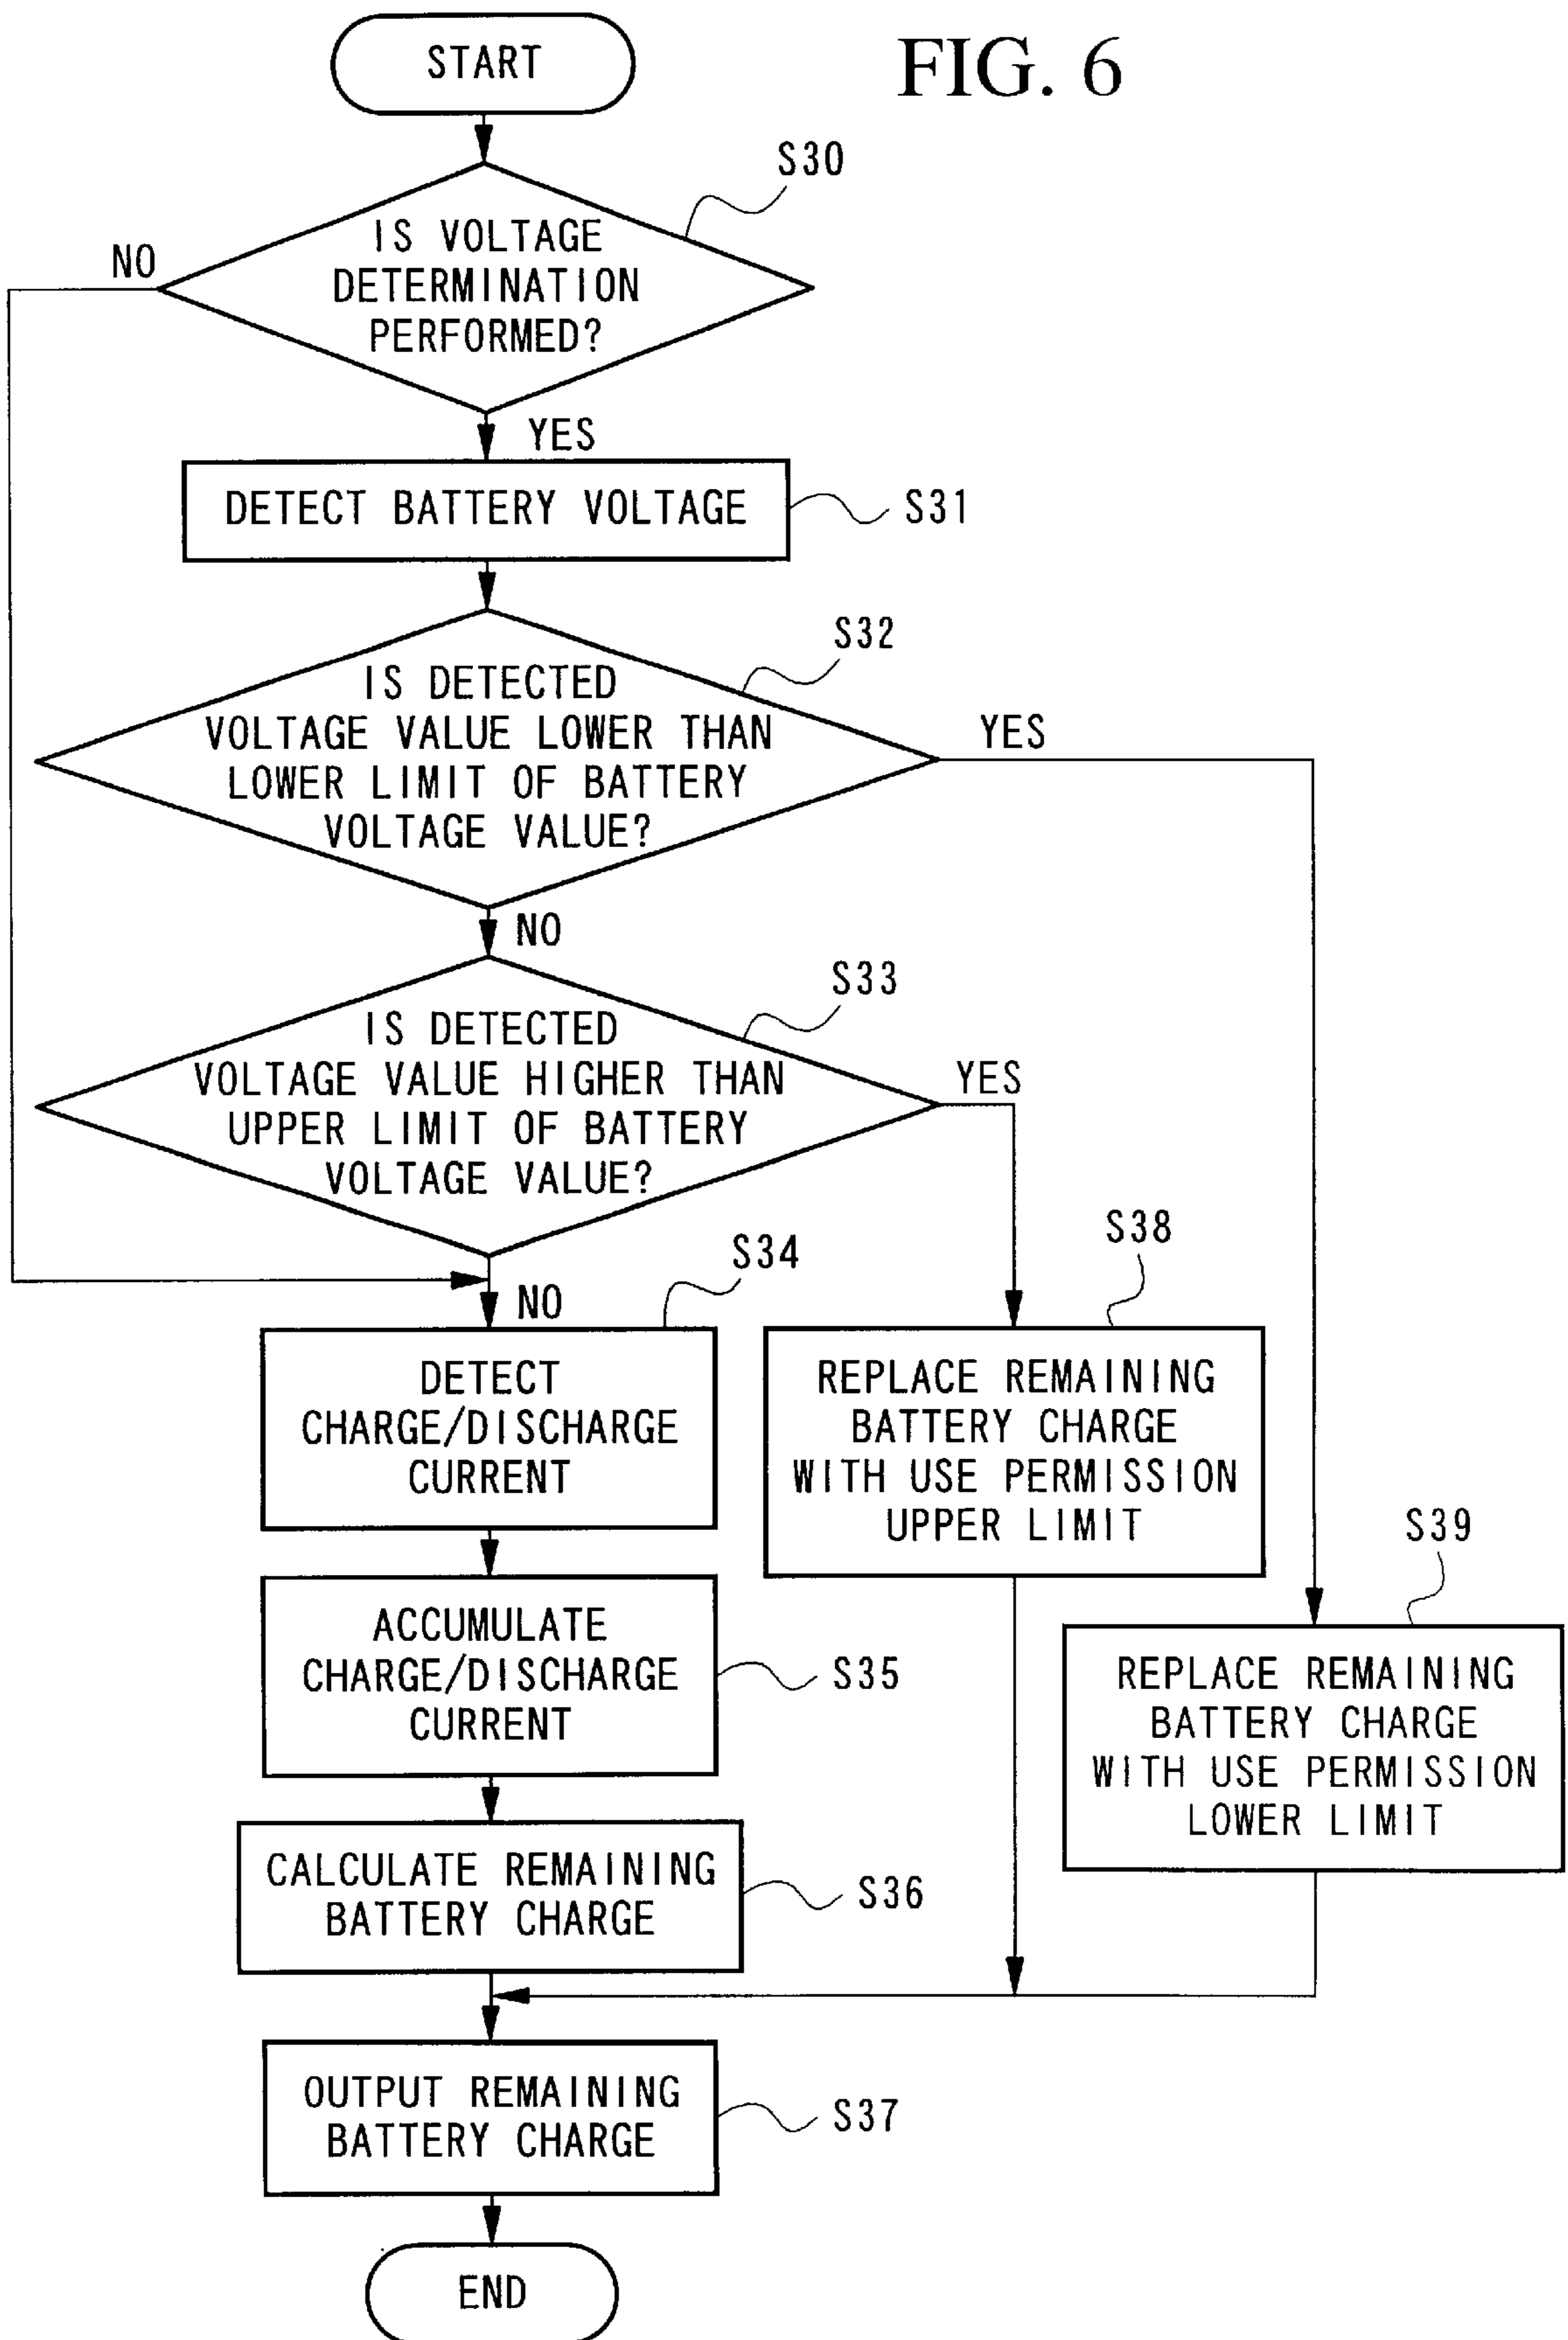 START
FIG. 6
S30
IS VOLTAGE
DETERMINATION
PERFORMED?
NO
YES
DETECT BATTERY VOLTAGE
S31
S32
IS DETECTED
VOLTAGE VALUE LOWER THAN
LOWER LIMIT OF BATTERY
VOLTAGE VALUE?
YES
NO
S33
IS DETECTED
VOLTAGE VALUE HIGHER THAN
UPPER LIMIT OF BATTERY
VOLTAGE VALUE?
YES
NO
S34
DETECT
CHARGE/DISCHARGE
CURRENT
S38
REPLACE REMAINING
BATTERY CHARGE
WITH USE PERMISSION
UPPER LIMIT
S39
REPLACE REMAINING
BATTERY CHARGE
WITH USE PERMISSION
LOWER LIMIT
ACCUMULATE
CHARGE/DISCHARGE
CURRENT
S35
CALCULATE REMAINING
BATTERY CHARGE
S36
OUTPUT REMAINING
BATTERY CHARGE
S37
END